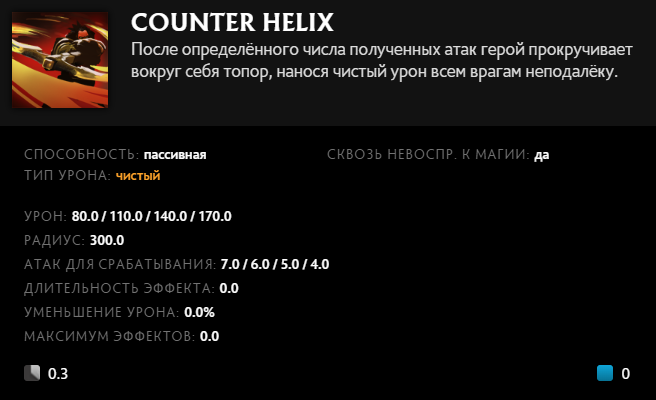 COUNTER HELIX
После определённого числа полученных атак герой прокручивает
вокруг себя топор, нанося чистый урон всем врагам неподалёку.
СПОСОБНОСТЬ: пассивная
СКВОЗЬ НЕВОСПР. К МАГИИ: да
ТИП УРОНА: чистый
УРОН: 80.0 / 110.0 / 140.0 / 170.0
РАДИУС: 300.0
АТАК ДЛЯ СРАБАТЫВАНИЯ: 7.0 / 6.0 / 5.0 / 4.0
ДЛИТЕЛЬНОСТЬ ЭФФЕКТА: 0.0
УМЕНЬШЕНИЕ УРОНА: 0.0%
МАКСИМУМ ЭФФЕКТОВ: 0.0
0.3
0